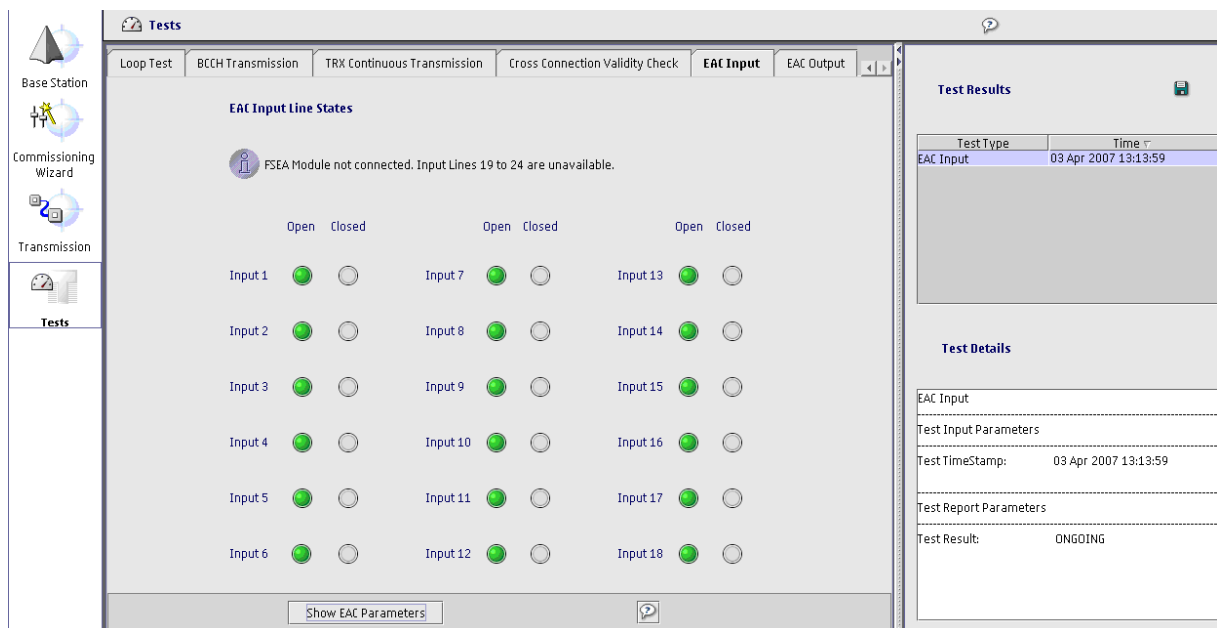 Base Station
Commissioning
Wizard
Transmission
Tests
Tests
Loop Test
BCCH Transmission
TRX Continuous Transmission
Cross Connection Validity Check
EAC Input
EAC Output
EAC Input Line States
FSEA Module not connected. Input Lines 19 to 24 are unavailable.
Open Closed Open Closed Open Closed
Input 1 Input 7 Input 13
Input 2 Input 8 Input 14
Input 3 Input 9 Input 15
Input 4 Input 10 Input 16
Input 5 Input 11 Input 17
Input 6 Input 12 Input 18
Show EAC Parameters
Test Results
Test Type Time
EAC Input 03 Apr 2007 13:13:59
Test Details
EAC Input
Test Input Parameters
Test TimeStamp: 03 Apr 2007 13:13:59
Test Report Parameters
Test Result: ONGOING